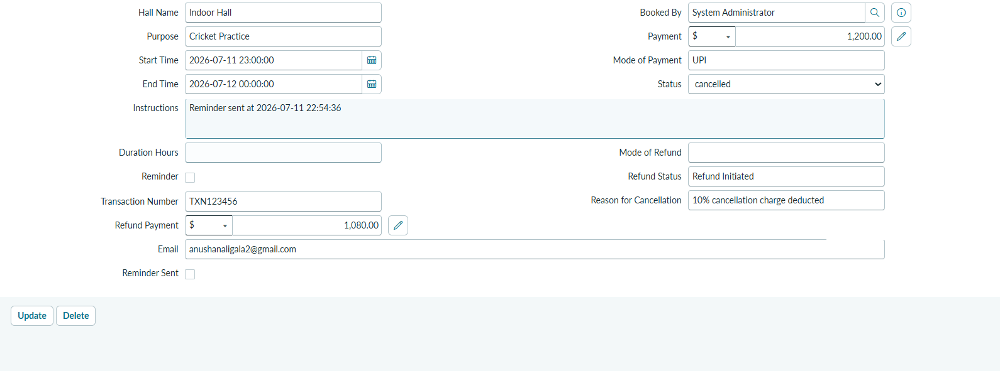 Hall Name Indoor Hall Booked By System Administrator
Purpose Cricket Practice Payment $ 1,200.00
Start Time 2026-07-11 23:00:00 Mode of Payment UPI
End Time 2026-07-12 00:00:00 Status cancelled
Instructions Reminder sent at 2026-07-11 22:54:36
Duration Hours Mode of Refund
Reminder Refund Status Refund Initiated
Transaction Number TXN123456 Reason for Cancellation 10% cancellation charge deducted
Refund Payment $ 1,080.00
Email anushanaligala2@gmail.com
Reminder Sent
Update Delete